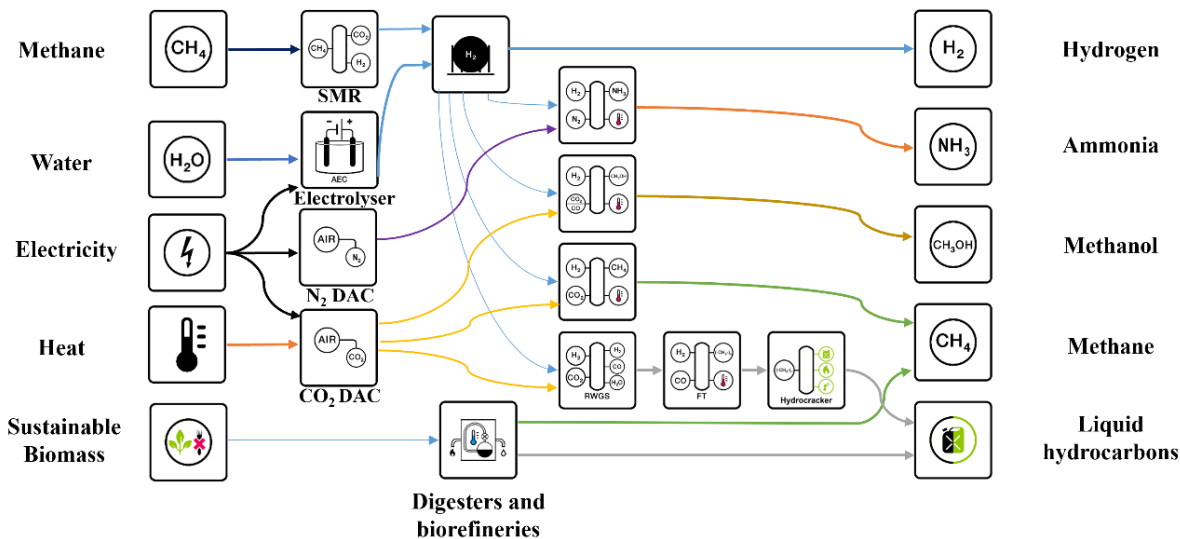 Methane
CH₄
CH₄
CO₂
H₂
SMR
H₂
H₂
Hydrogen
Water
H₂O
- +
AEC
Electrolyser
H₂
NH₃
N₂
NH₃
Ammonia
Electricity
AIR
N₂
N₂ DAC
H₂
CH₃OH
CO₂
CO
CH₃OH
Methanol
Heat
AIR
CO₂
CO₂ DAC
H₂
CH₄
CO₂
CH₄
Methane
H₂
CO₂
H₂
CO
H₂O
RWGS
H₂
CO
FT
Hydrocracker
Sustainable
Biomass
Digesters and
biorefineries
Liquid
hydrocarbons